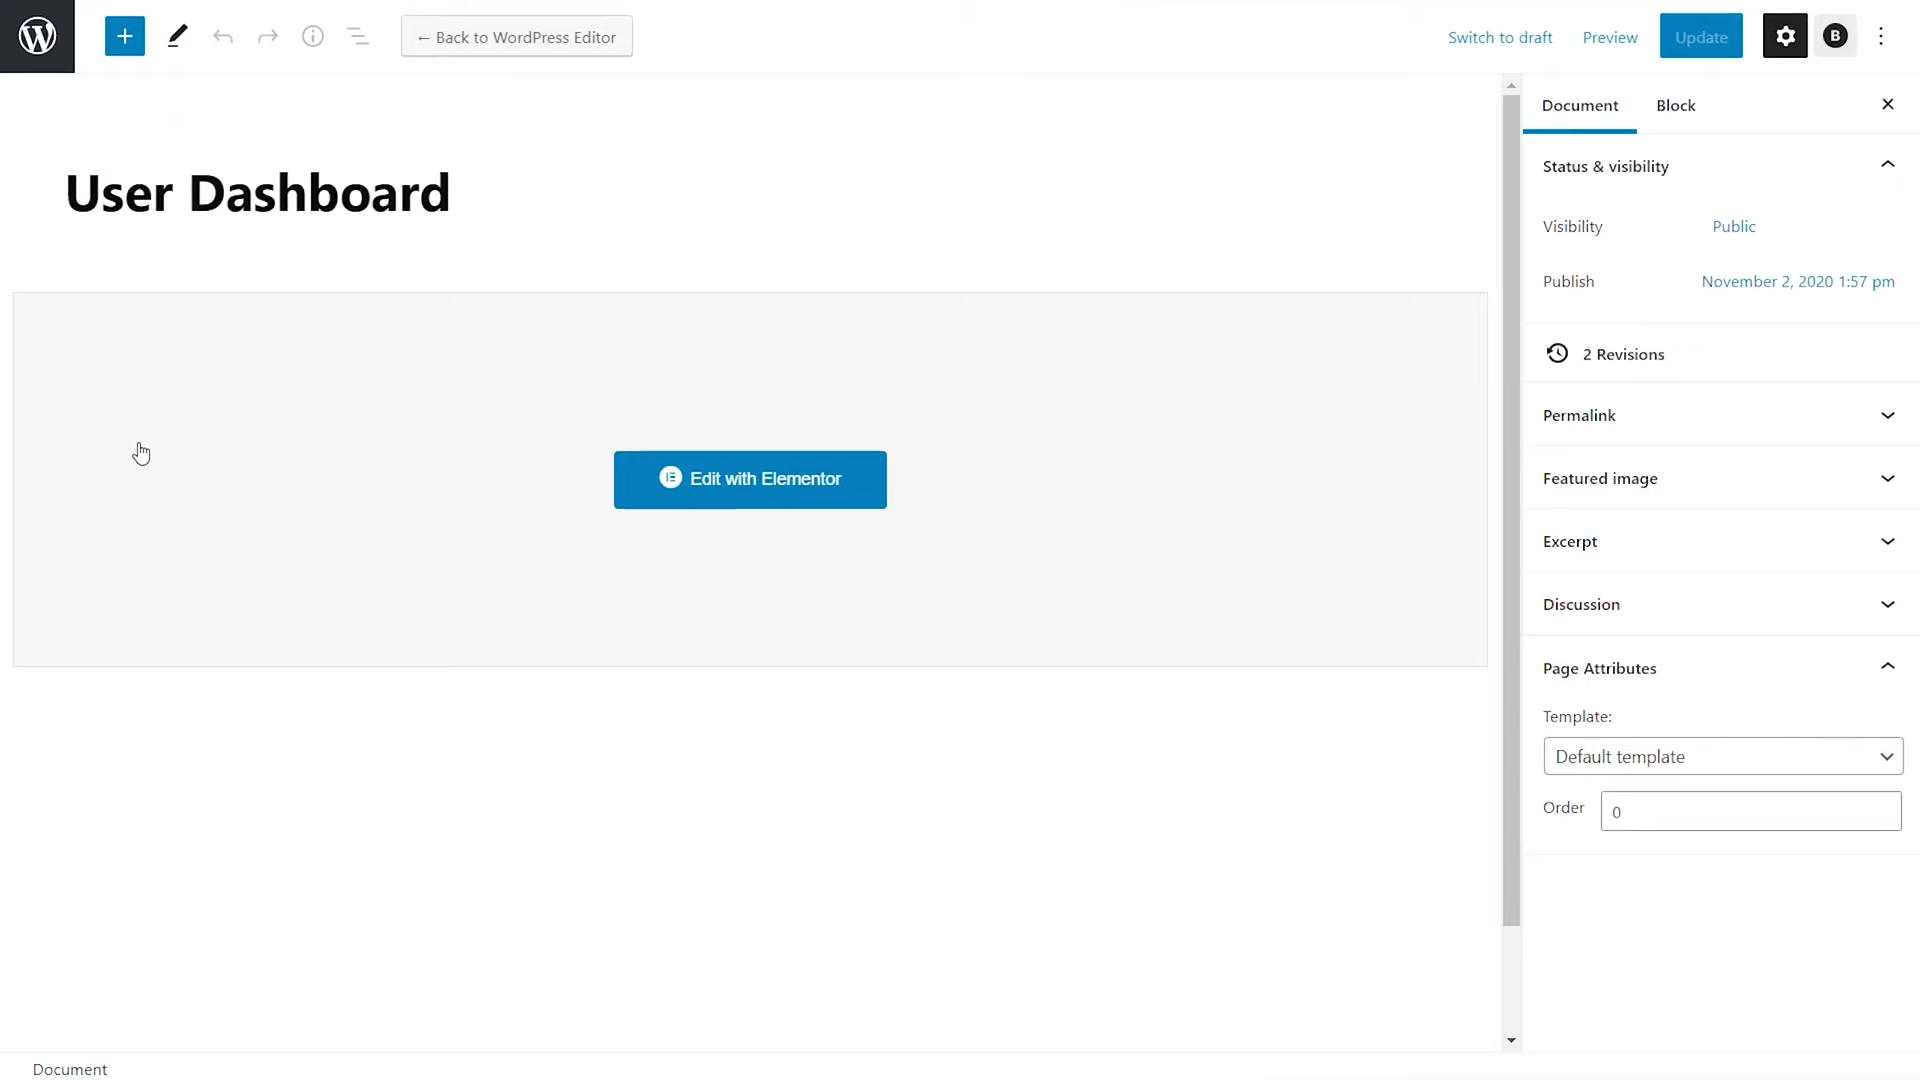 ← Back to WordPress Editor
Switch to draft
Preview
Update
B
Document
Block
User Dashboard
Status & visibility
Visibility
Public
Publish
November 2, 2020 1:57 pm
2 Revisions
Permalink
Edit with Elementor
Featured image
Excerpt
Discussion
Page Attributes
Template:
Default template
Order
0
Document